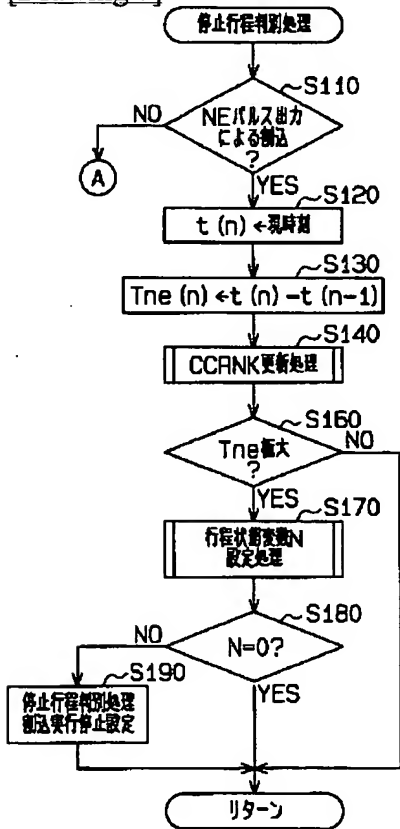 停止行程判別処理
S110
NEパルス出力
による割込
?
NO
A
YES
S120
t(n)←現時刻
S130
Tne(n)←t(n)-t(n-1)
S140
CCRNK更新処理
S160
Tne極大
?
NO
YES
S170
行程状態変数N
設定処理
S180
N=0?
NO
YES
S190
停止行程判別処理
割込実行停止設定
リターン